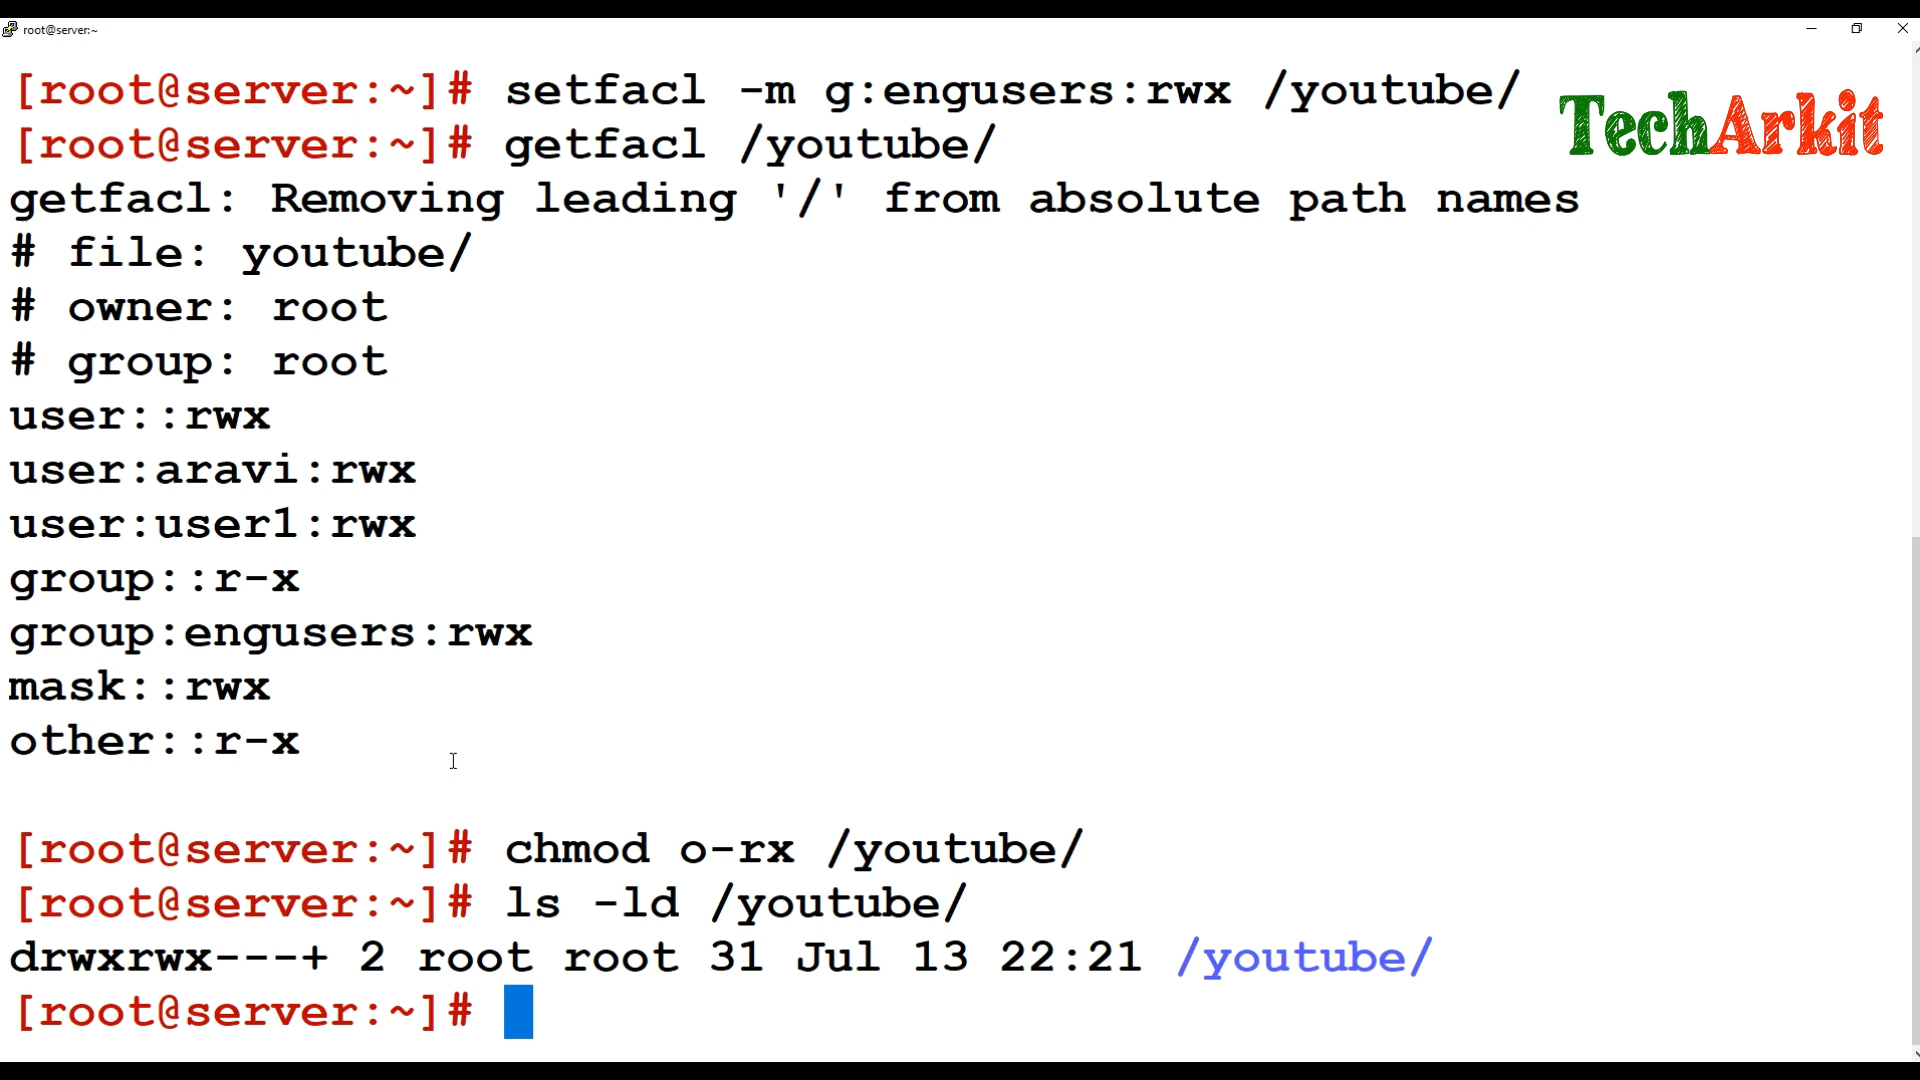 root@server:~
[root@server:~]# setfacl -m g:engusers:rwx /youtube/
TechArkit
[root@server:~]# getfacl /youtube/
getfacl: Removing leading '/' from absolute path names
# file: youtube/
# owner: root
# group: root
user::rwx
user:aravi:rwx
user:user1:rwx
group::r-x
group:engusers:rwx
mask::rwx
other::r-x
[root@server:~]# chmod o-rx /youtube/
[root@server:~]# ls -ld /youtube/
drwxrwx---+ 2 root root 31 Jul 13 22:21 /youtube/
[root@server:~]#